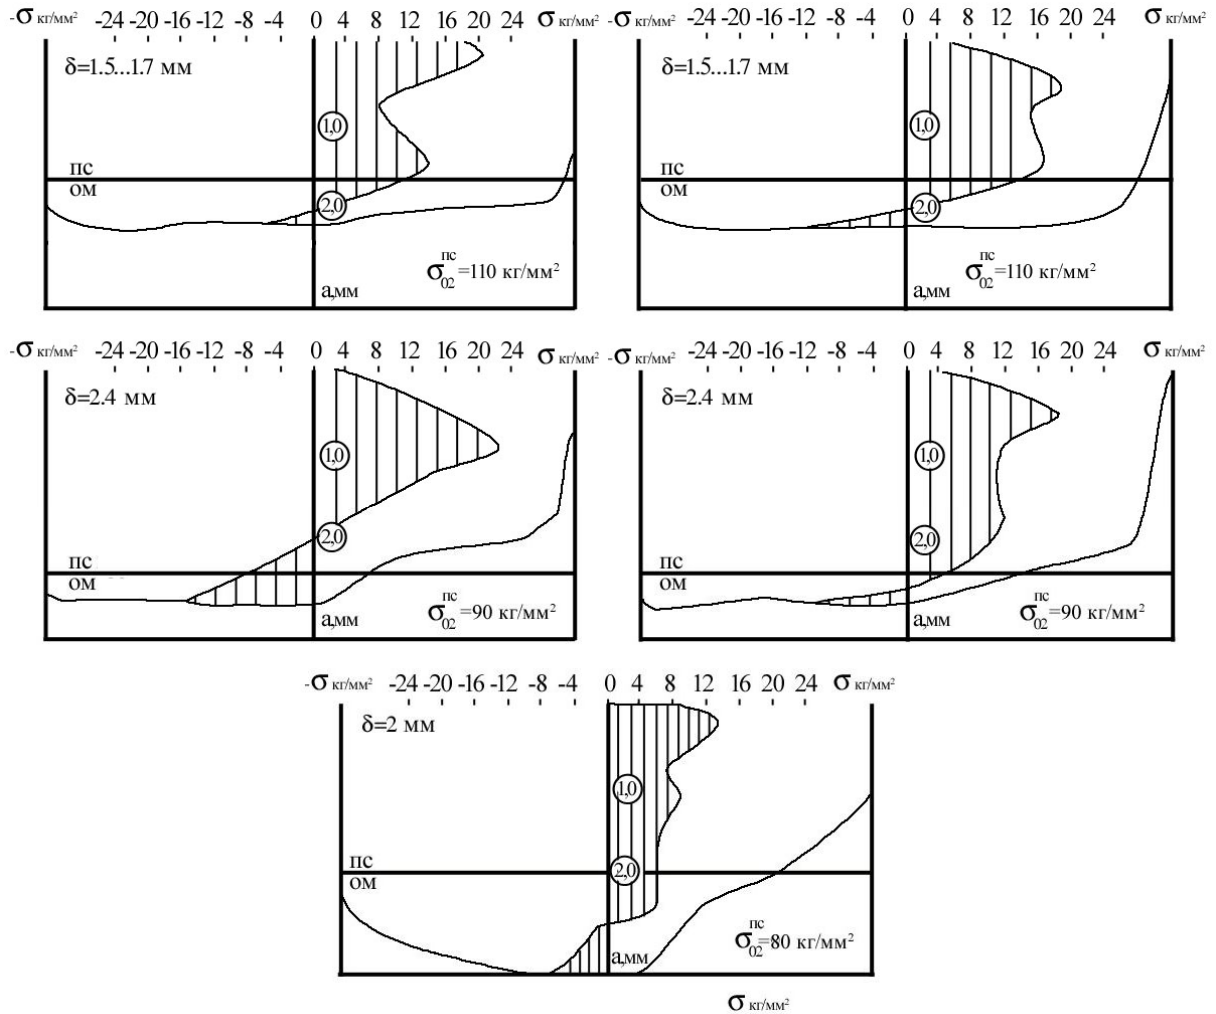 -σ кг/мм² -24 -20 -16 -12 -8 -4 0 4 8 12 16 20 24 σ кг/мм²
δ=1.5...1.7 мм
1,0
пс
ом
2,0
σ₀₂ᵖᶜ=110 кг/мм²
а,мм
-σ кг/мм² -24 -20 -16 -12 -8 -4 0 4 8 12 16 20 24 σ кг/мм²
δ=1.5...1.7 мм
1,0
пс
ом
2,0
σ₀₂ᵖᶜ=110 кг/мм²
а,мм
-σ кг/мм² -24 -20 -16 -12 -8 -4 0 4 8 12 16 20 24 σ кг/мм²
δ=2.4 мм
1,0
2,0
пс
ом
σ₀₂ᵖᶜ=90 кг/мм²
а,мм
-σ кг/мм² -24 -20 -16 -12 -8 -4 0 4 8 12 16 20 24 σ кг/мм²
δ=2.4 мм
1,0
2,0
пс
ом
σ₀₂ᵖᶜ=90 кг/мм²
а,мм
-σ кг/мм² -24 -20 -16 -12 -8 -4 0 4 8 12 16 20 24 σ кг/мм²
δ=2 мм
1,0
пс
2,0
ом
σ₀₂ᵖᶜ=80 кг/мм²
а,мм
σ кг/мм²